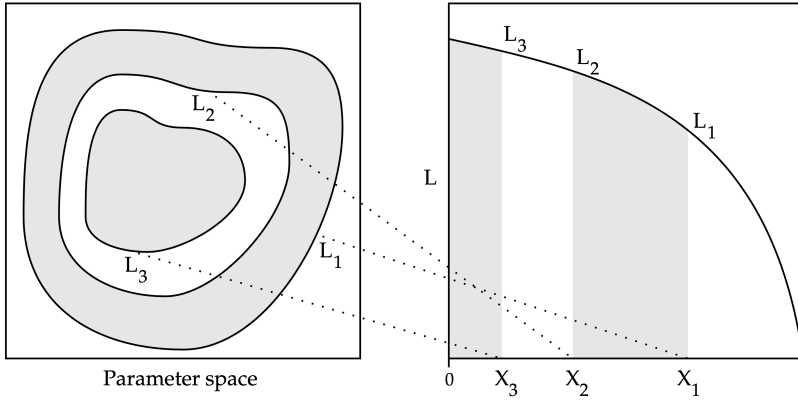 L₂
L₃
L₁
Parameter space
L₃
L₂
L₁
L
0
X₃
X₂
X₁